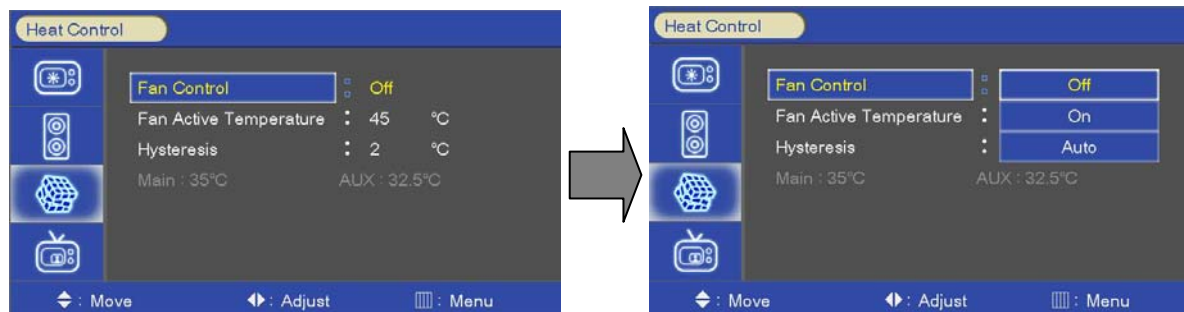 Heat Control
Fan Control : Off
Fan Active Temperature : 45 °C
Hysteresis : 2 °C
Main : 35°C AUX : 32.5°C
: Move : Adjust : Menu
Heat Control
Fan Control : Off
Fan Active Temperature : On
Hysteresis : Auto
Main : 35°C AUX : 32.5°C
: Move : Adjust : Menu